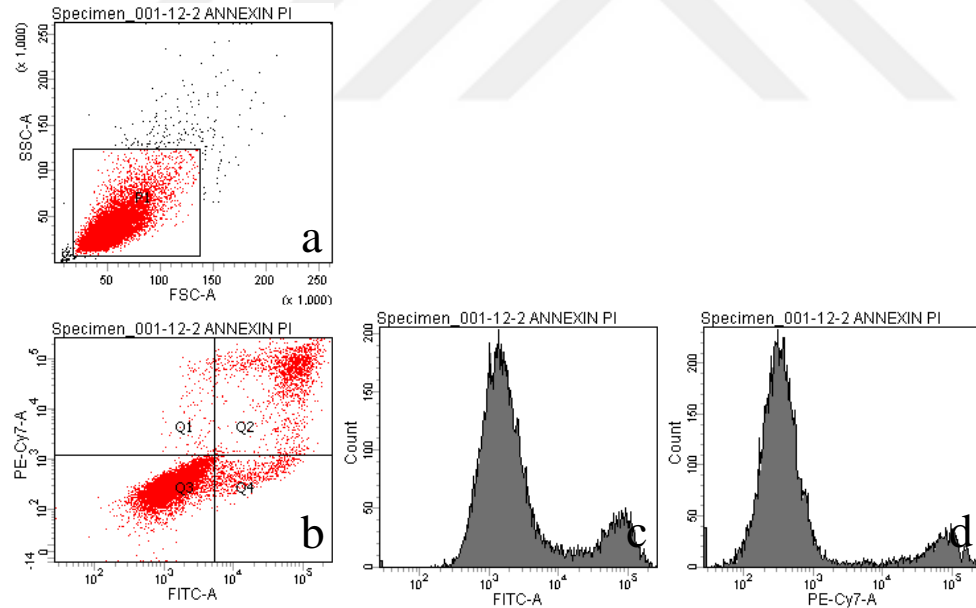 Specimen_001-12-2 ANNEXIN PI
(x 1,000)
SSC-A
50 100 150 200 250
P1
a
50 100 150 200 250
FSC-A
(x 1,000)
Specimen_001-12-2 ANNEXIN PI
PE-Cy7-A
-14 0 10^2 10^3 10^4 10^5
Q1 Q2
Q3 Q4
b
10^2 10^3 10^4 10^5
FITC-A
Specimen_001-12-2 ANNEXIN PI
Count
0 50 100 150 200
c
10^2 10^3 10^4 10^5
FITC-A
Specimen_001-12-2 ANNEXIN PI
Count
0 50 100 150 200
d
10^2 10^3 10^4 10^5
PE-Cy7-A